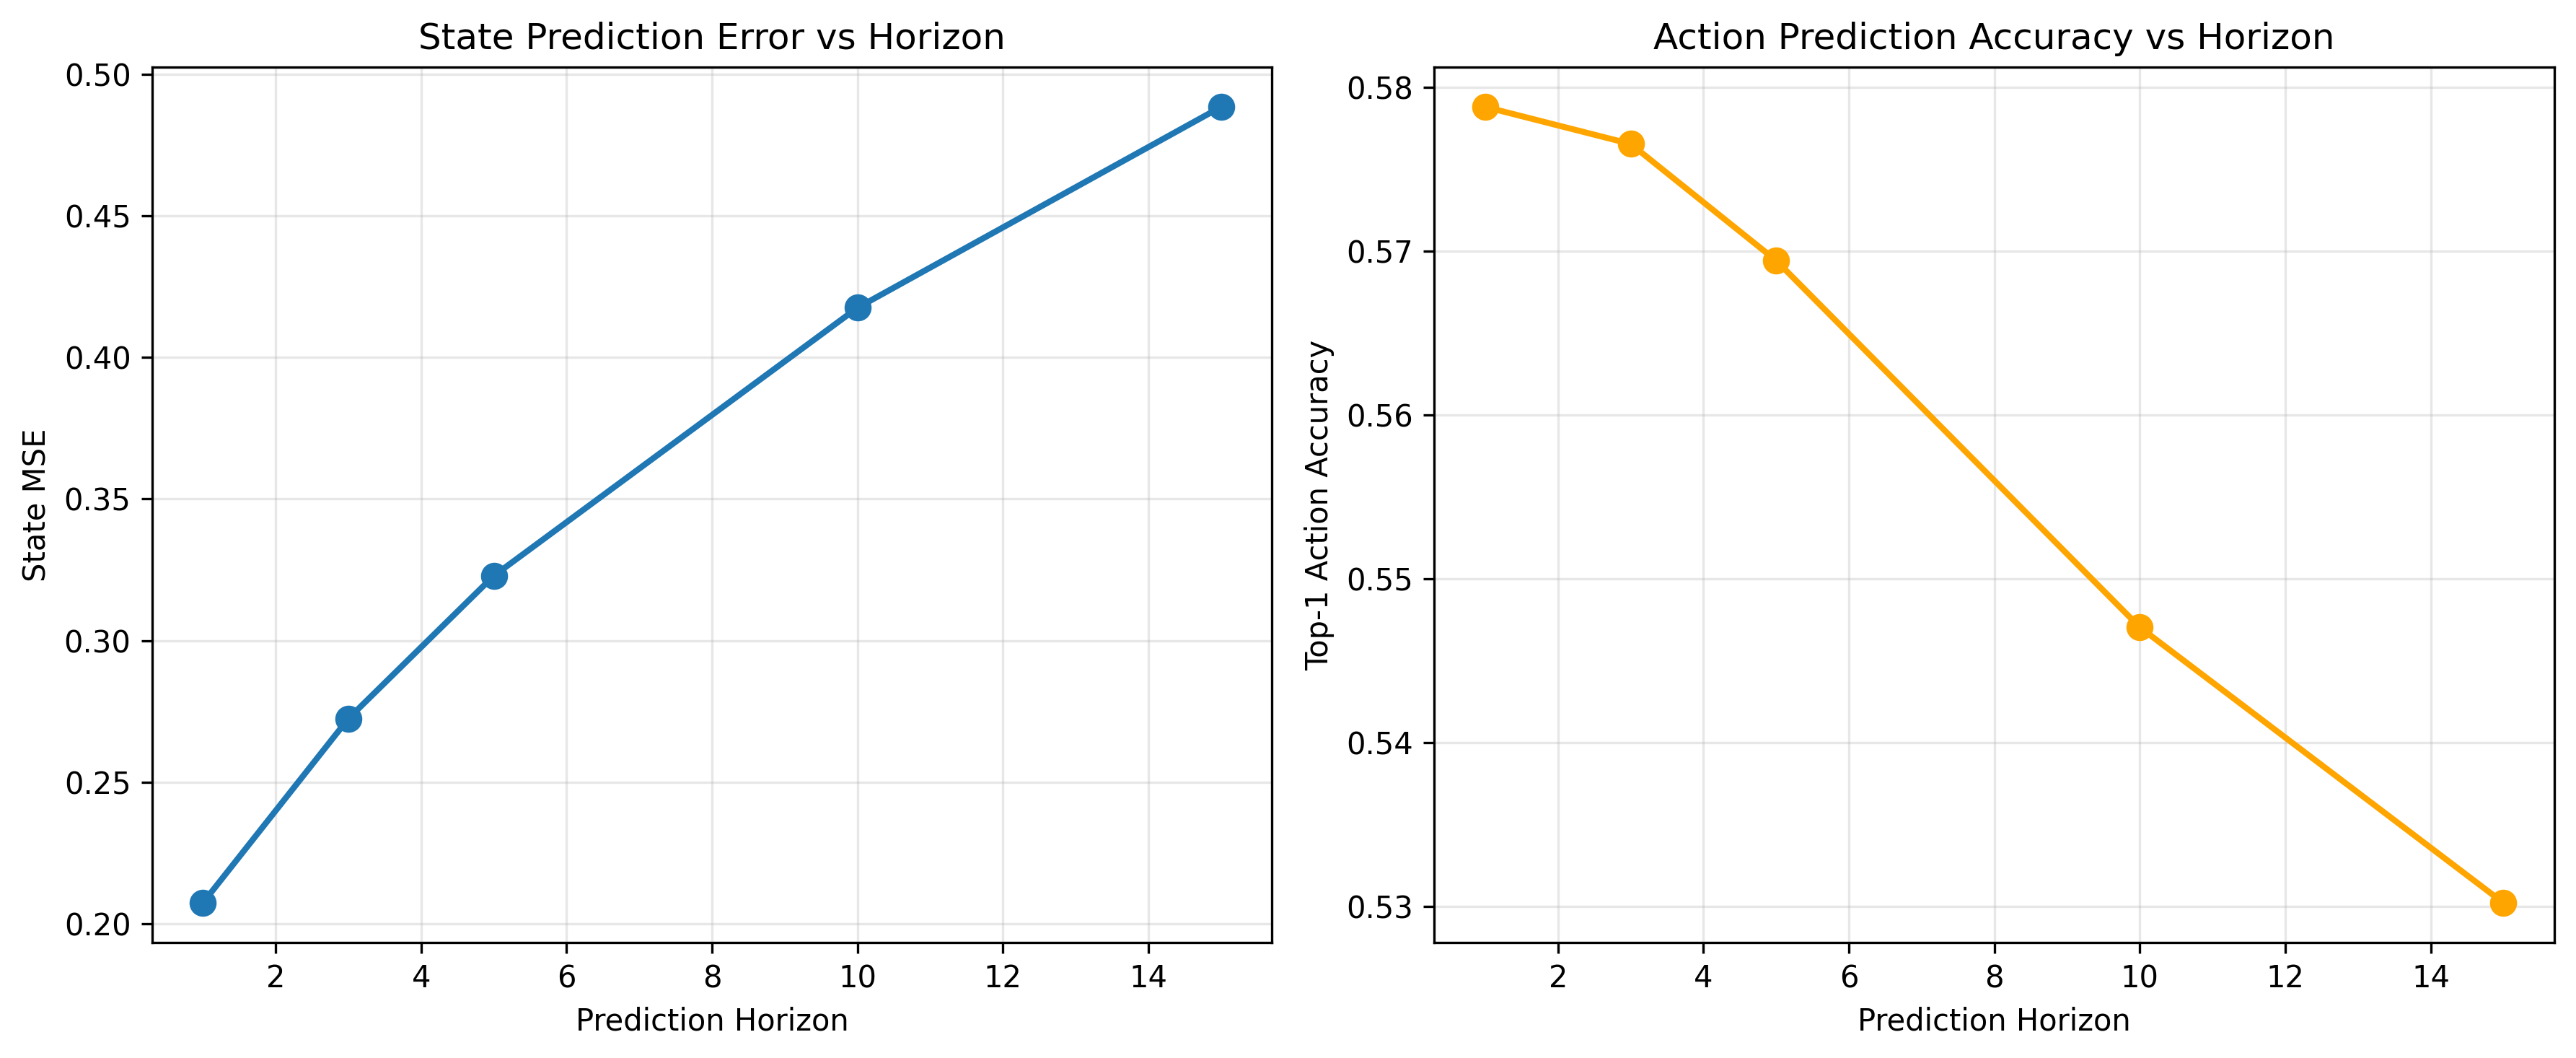 State Prediction Error vs Horizon
0.50
0.45
0.40
0.35
0.30
0.25
0.20
State MSE
2 4 6 8 10 12 14
Prediction Horizon
Action Prediction Accuracy vs Horizon
0.58
0.57
0.56
0.55
0.54
0.53
Top-1 Action Accuracy
2 4 6 8 10 12 14
Prediction Horizon